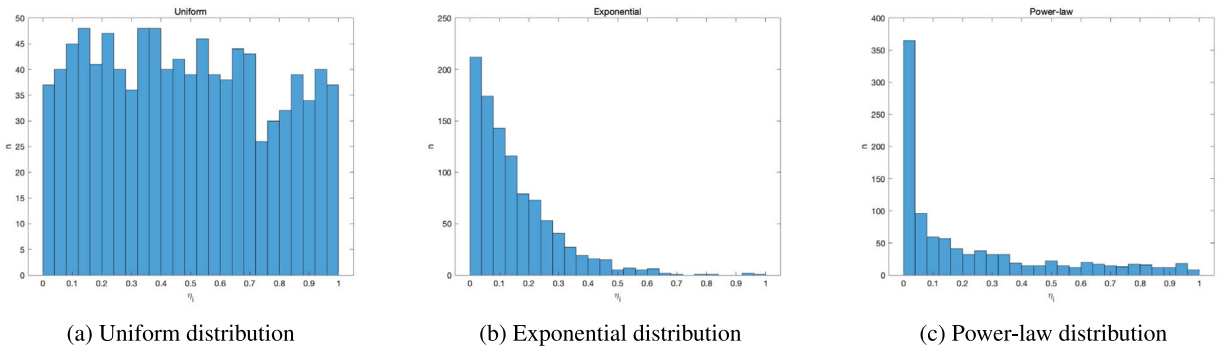 Uniform
50
45
40
35
30
25
20
15
10
5
0
n
0 0.1 0.2 0.3 0.4 0.5 0.6 0.7 0.8 0.9 1
η_i
(a) Uniform distribution
Exponential
250
200
150
100
50
0
n
0 0.1 0.2 0.3 0.4 0.5 0.6 0.7 0.8 0.9 1
η_i
(b) Exponential distribution
Power-law
400
350
300
250
200
150
100
50
0
n
0 0.1 0.2 0.3 0.4 0.5 0.6 0.7 0.8 0.9 1
η_i
(c) Power-law distribution